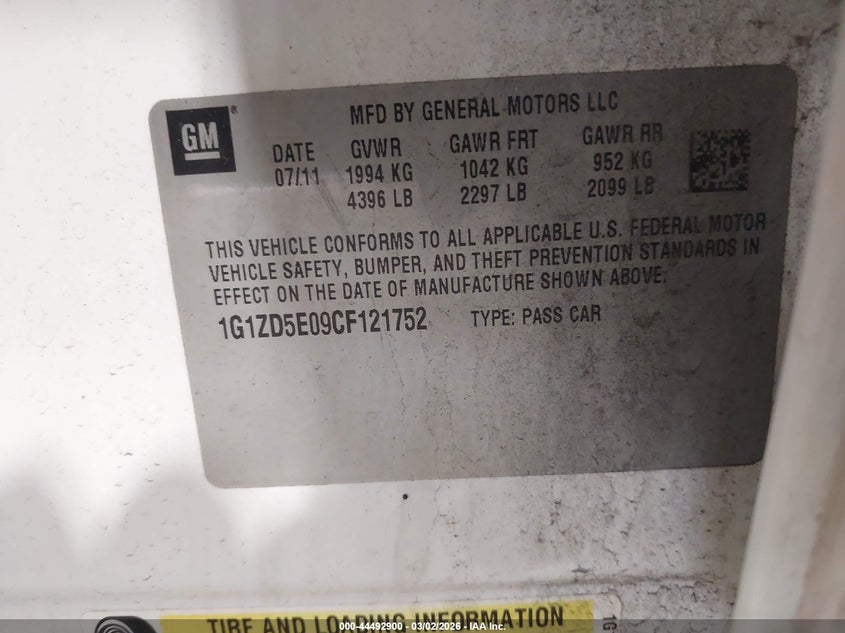 GM®
MFD BY GENERAL MOTORS LLC
DATE GVWR GAWR FRT GAWR RR
07/11 1994 KG 1042 KG 952 KG
4396 LB 2297 LB 2099 LB
THIS VEHICLE CONFORMS TO ALL APPLICABLE U.S. FEDERAL MOTOR
VEHICLE SAFETY, BUMPER, AND THEFT PREVENTION STANDARDS IN
EFFECT ON THE DATE OF MANUFACTURE SHOWN ABOVE.
1G1ZD5E09CF121752 TYPE: PASS CAR
TIRE AND LOADING INFORMATION
1G
000-44492900 - 03/02/2026 - IAA Inc.